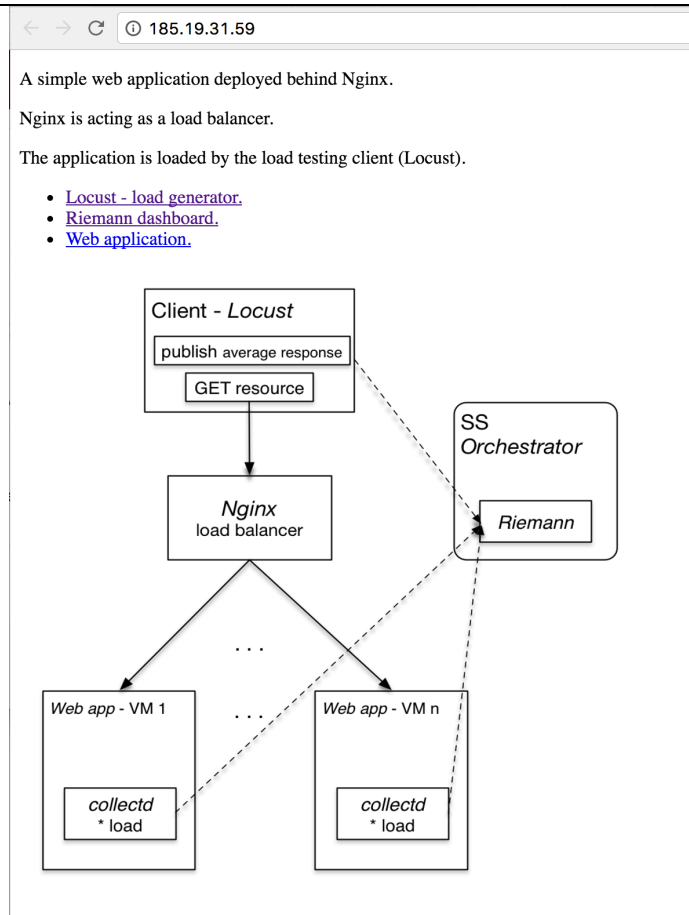 185.19.31.59
A simple web application deployed behind Nginx.
Nginx is acting as a load balancer.
The application is loaded by the load testing client (Locust).
Locust - load generator.
Riemann dashboard.
Web application.
Client - Locust
publish average response
GET resource
SS
Orchestrator
Riemann
Nginx
load balancer
. . .
Web app - VM 1
. . .
Web app - VM n
collectd
* load
collectd
* load